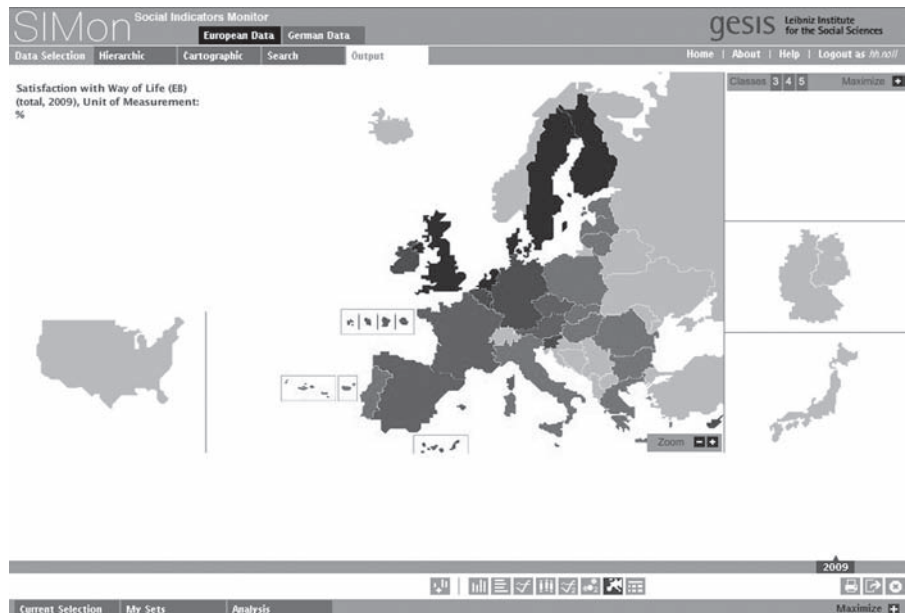 SIMon Social Indicators Monitor
European Data German Data
gesis Leibniz Institute
for the Social Sciences
Data Selection Hierarchic Cartographic Search Output
Home | About | Help | Logout as hh.noll
Satisfaction with Way of Life (EB)
(total, 2009), Unit of Measurement:
%
Classes 3 4 5 Maximize +
Zoom - +
2009
Current Selection My Sets Analysis Maximize +